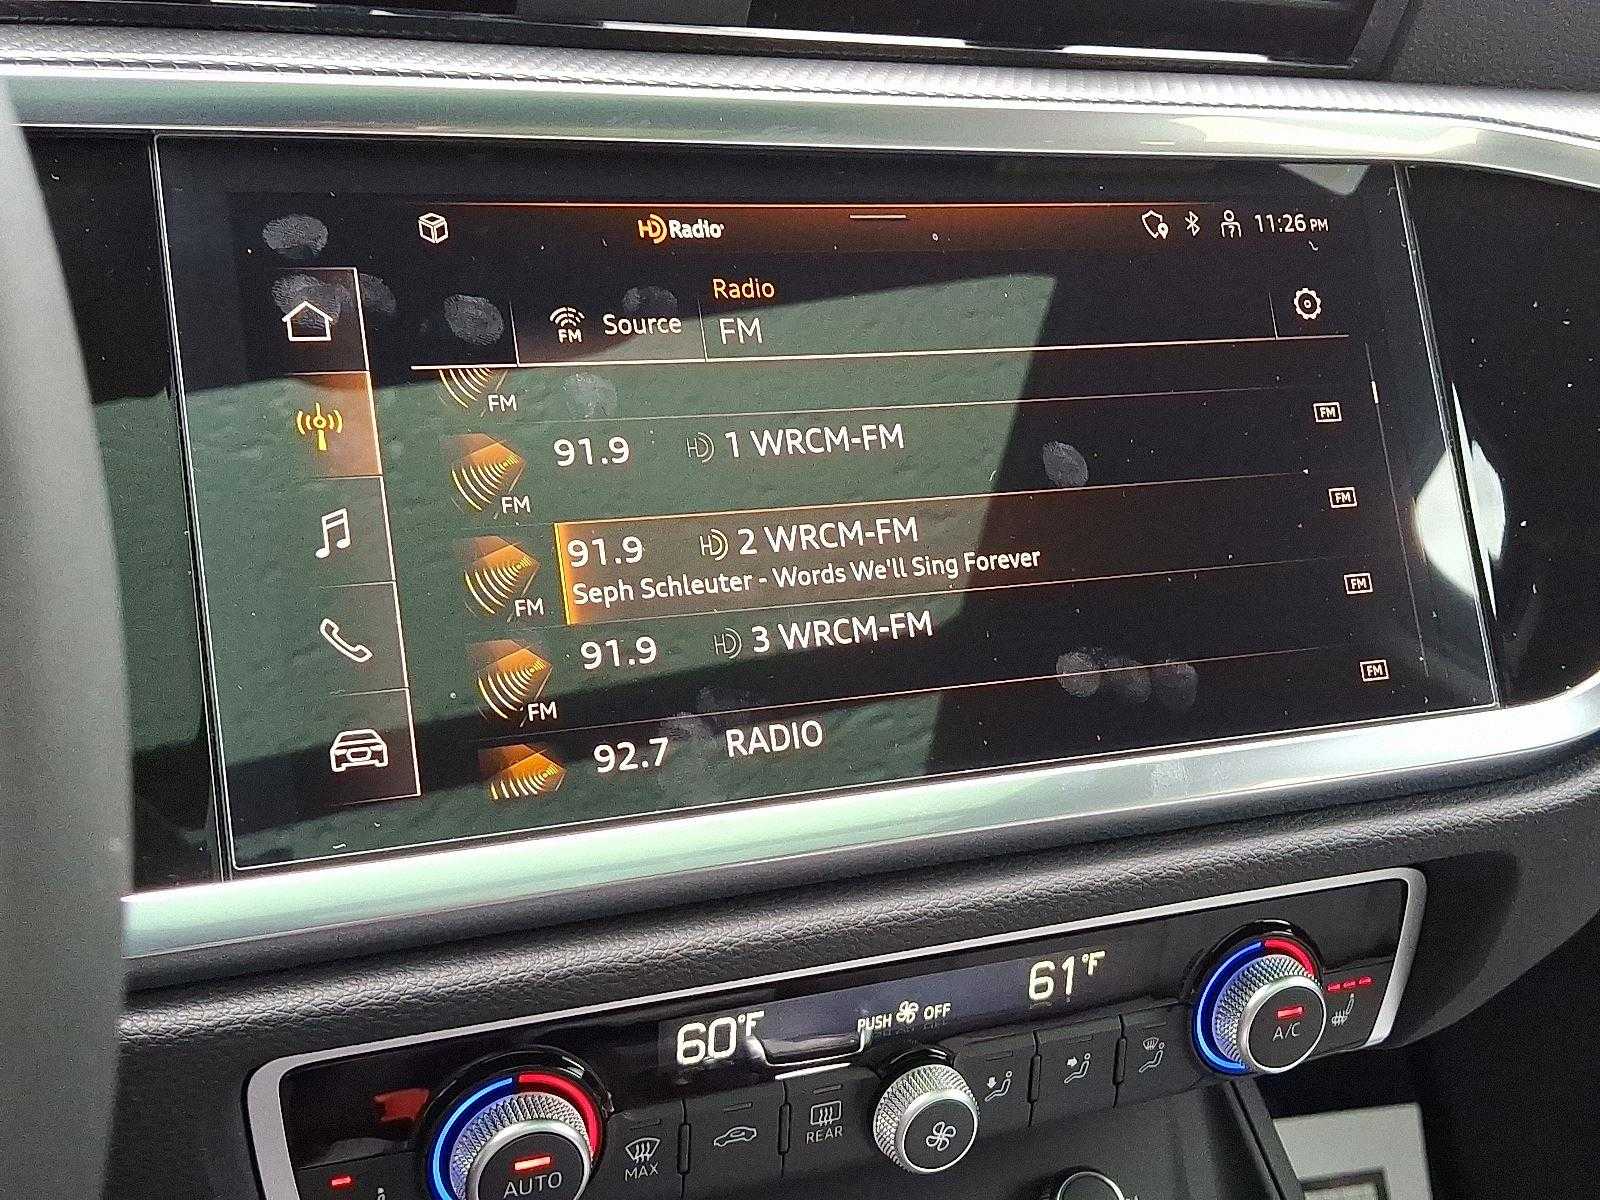 HD Radio
11:26 PM
Radio
FM
Source
FM
FM
91.9 HD 1 WRCM-FM
FM
FM
91.9 HD 2 WRCM-FM
FM
Seph Schleuter - Words We'll Sing Forever
FM
91.9 HD 3 WRCM-FM
FM
FM
92.7 RADIO
FM
60°F
PUSH OFF
61°F
A/C
AUTO
MAX
REAR